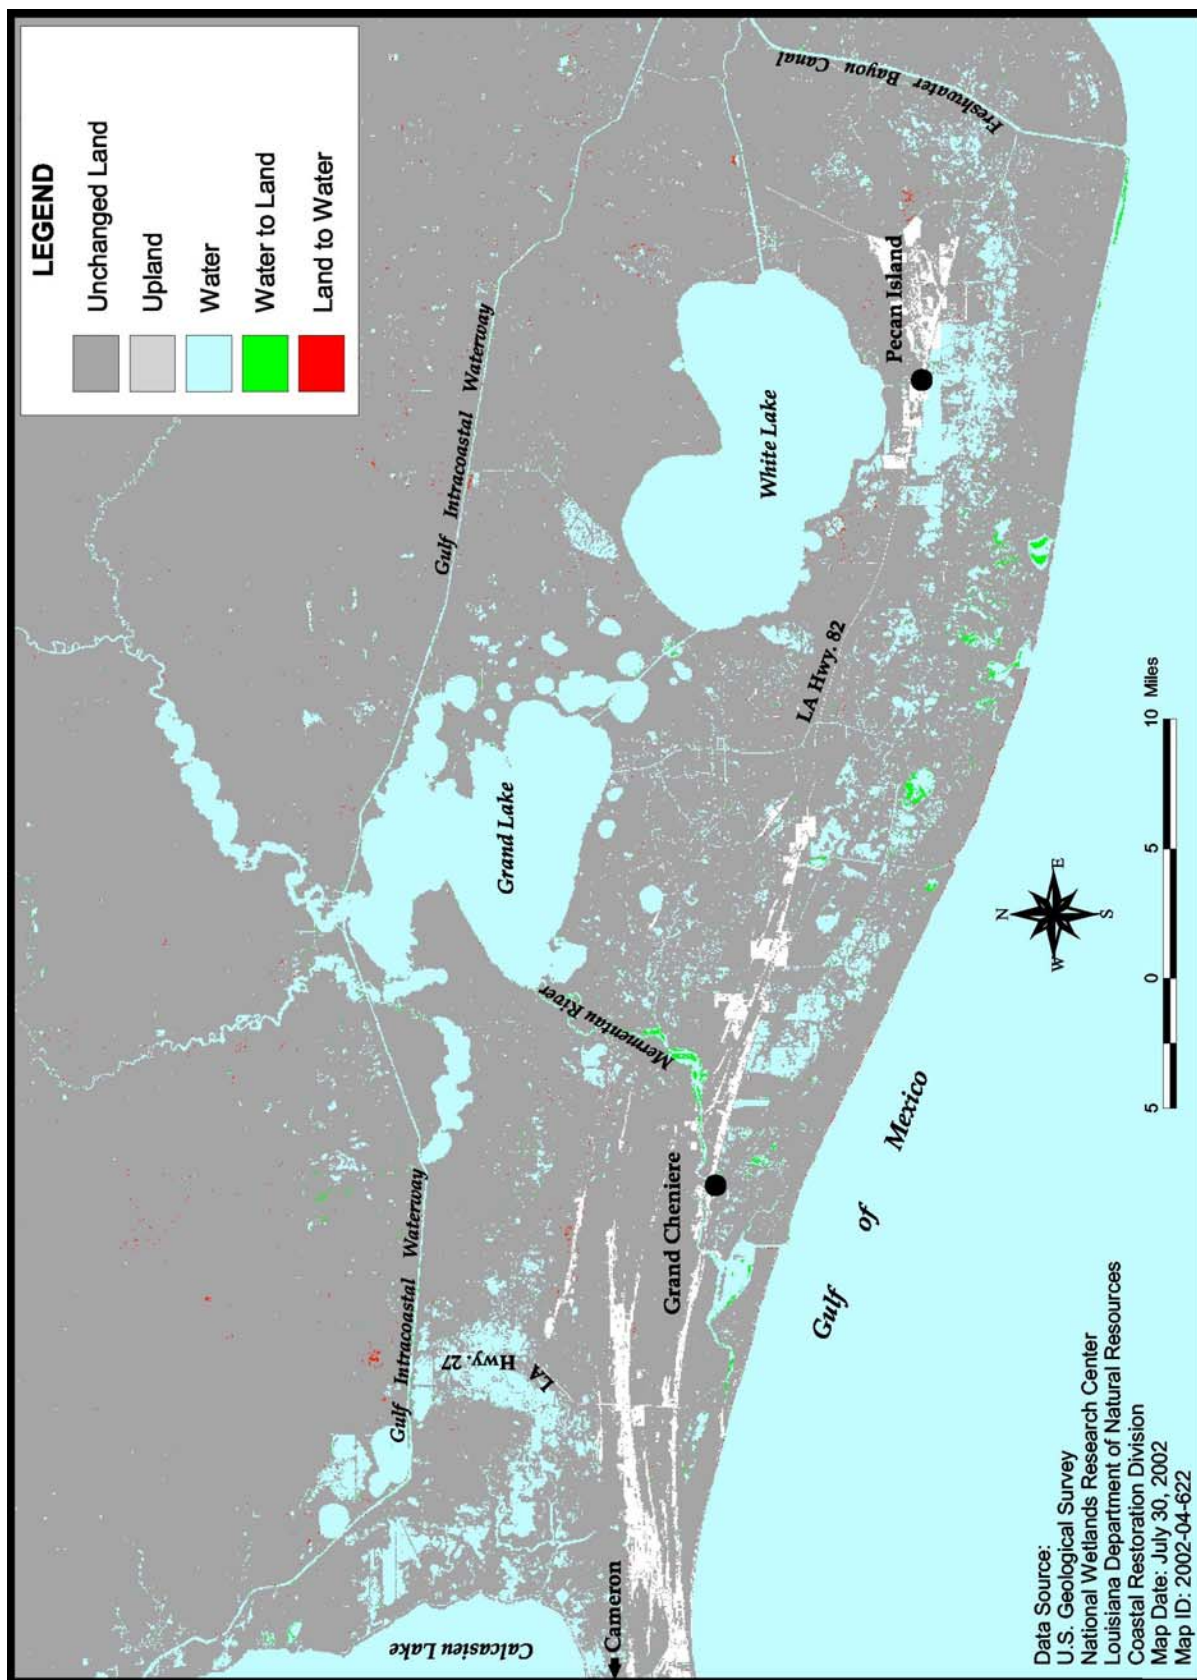 LEGEND
Unchanged Land
Upland
Water
Water to Land
Land to Water
Gulf Intracoastal Waterway
Freshwater Bayou Canal
Grand Lake
White Lake
Pecan Island
LA Hwy. 82
Mermentau River
Gulf Intracoastal Waterway
LA Hwy. 27
Grand Cheniere
Calcasieu Lake
Cameron
Gulf of Mexico
N
W
E
S
5 0 5 10 Miles
Data Source:
U.S. Geological Survey
National Wetlands Research Center
Louisiana Department of Natural Resources
Coastal Restoration Division
Map Date: July 30, 2002
Map ID: 2002-04-622